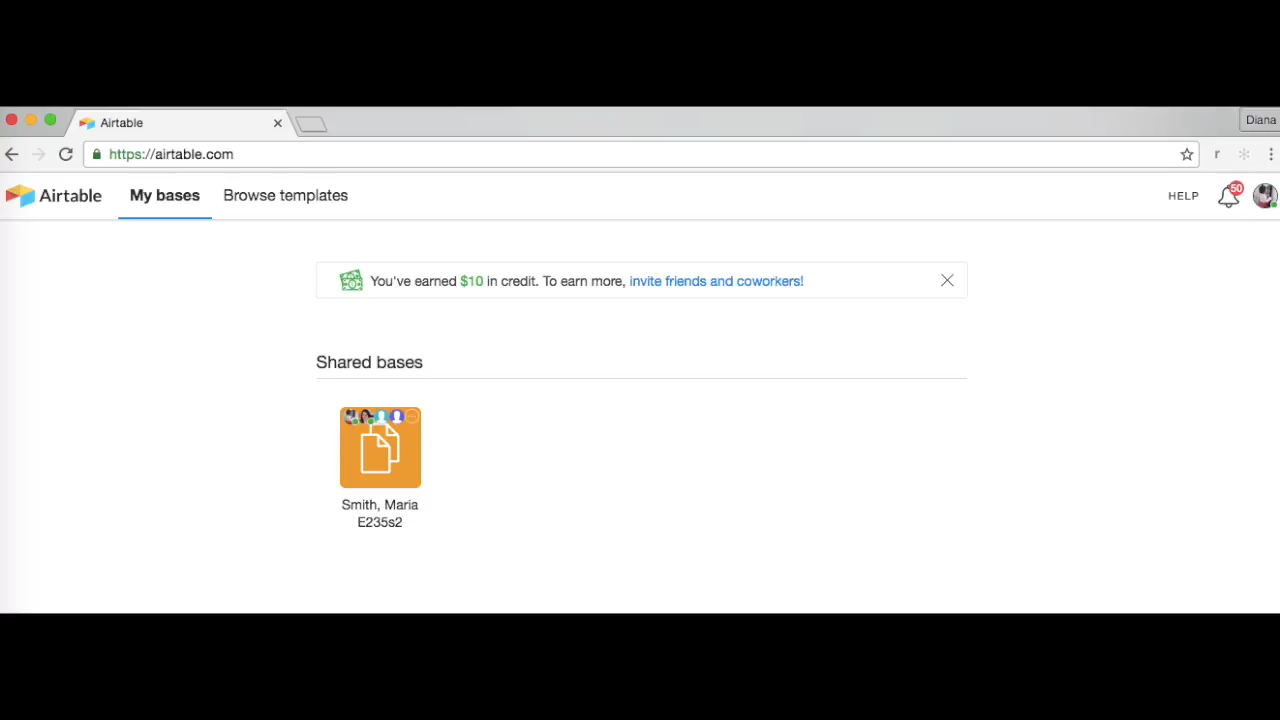 Airtable
Diana
https://airtable.com
Airtable My bases Browse templates HELP 50
You've earned $10 in credit. To earn more, invite friends and coworkers!
Shared bases
Smith, Maria
E235s2